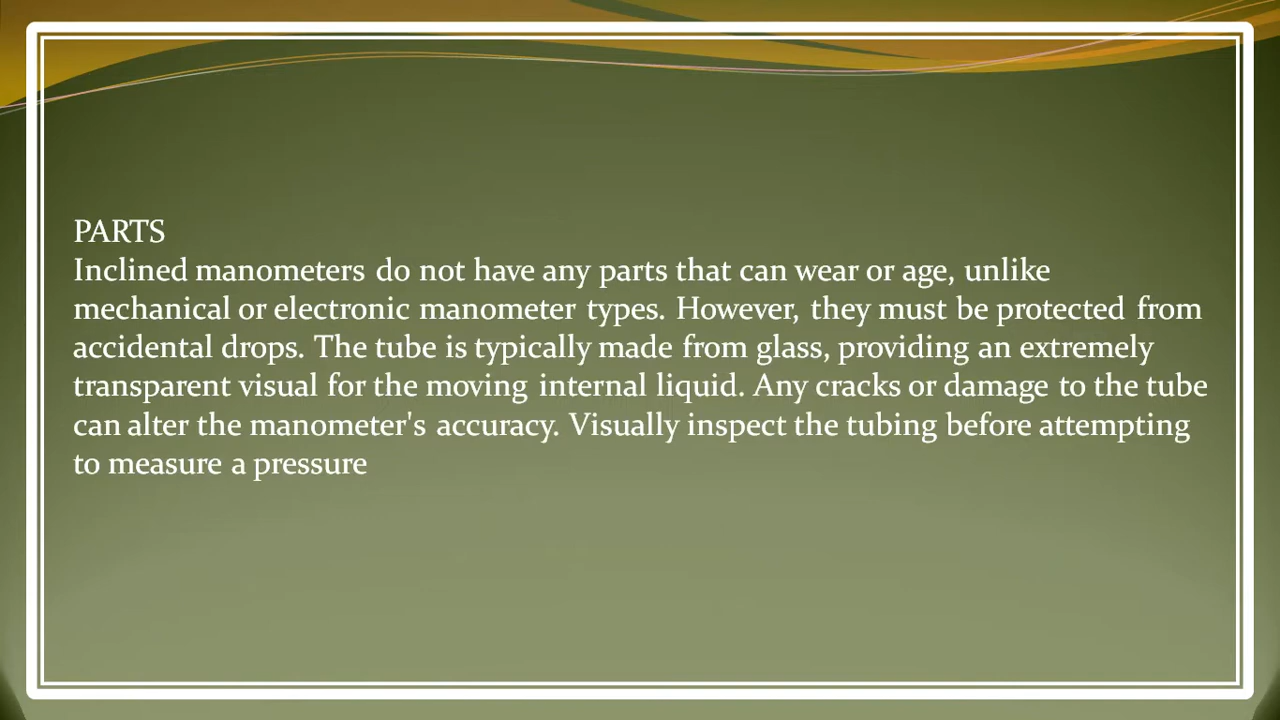 PARTS
Inclined manometers do not have any parts that can wear or age, unlike
mechanical or electronic manometer types. However, they must be protected from
accidental drops. The tube is typically made from glass, providing an extremely
transparent visual for the moving internal liquid. Any cracks or damage to the tube
can alter the manometer's accuracy. Visually inspect the tubing before attempting
to measure a pressure